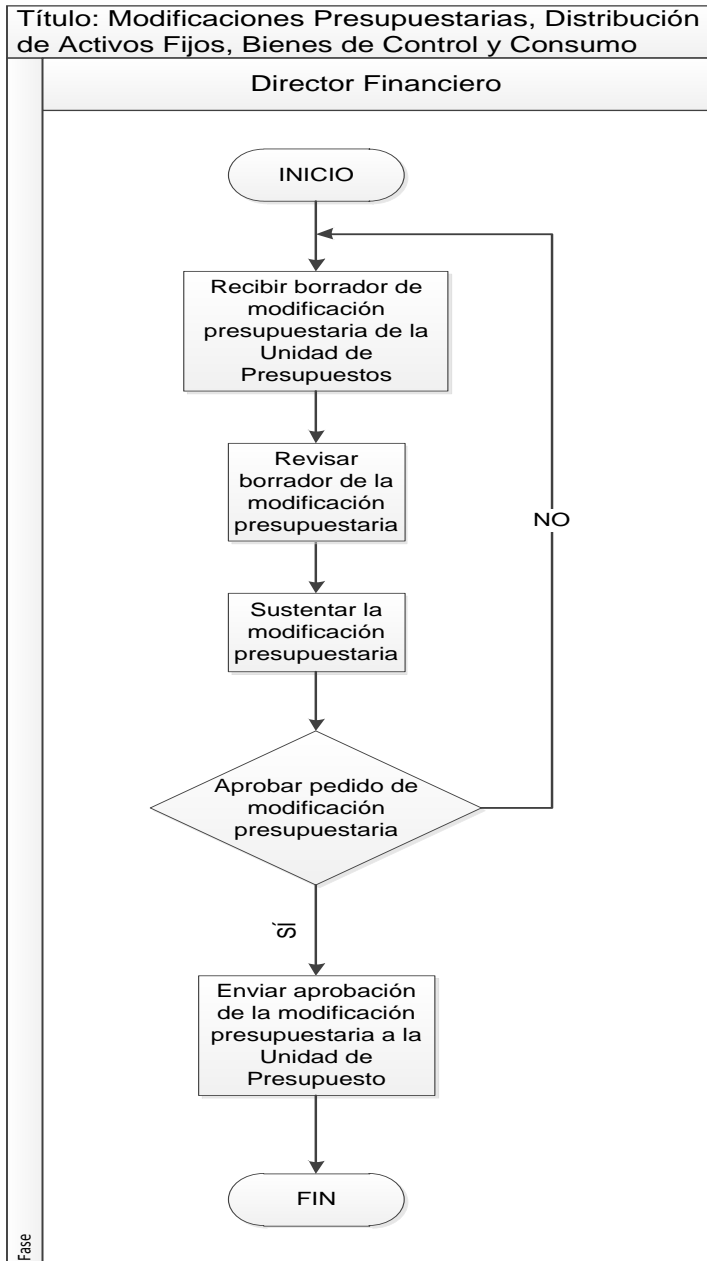 Título: Modificaciones Presupuestarias, Distribución
de Activos Fijos, Bienes de Control y Consumo
Director Financiero
INICIO
Recibir borrador de
modificación
presupuestaria de la
Unidad de
Presupuestos
Revisar
borrador de la
modificación
presupuestaria
NO
Sustentar la
modificación
presupuestaria
Aprobar pedido de
modificación
presupuestaria
SÍ
Enviar aprobación
de la modificación
presupuestaria a la
Unidad de
Presupuesto
FIN
Fase